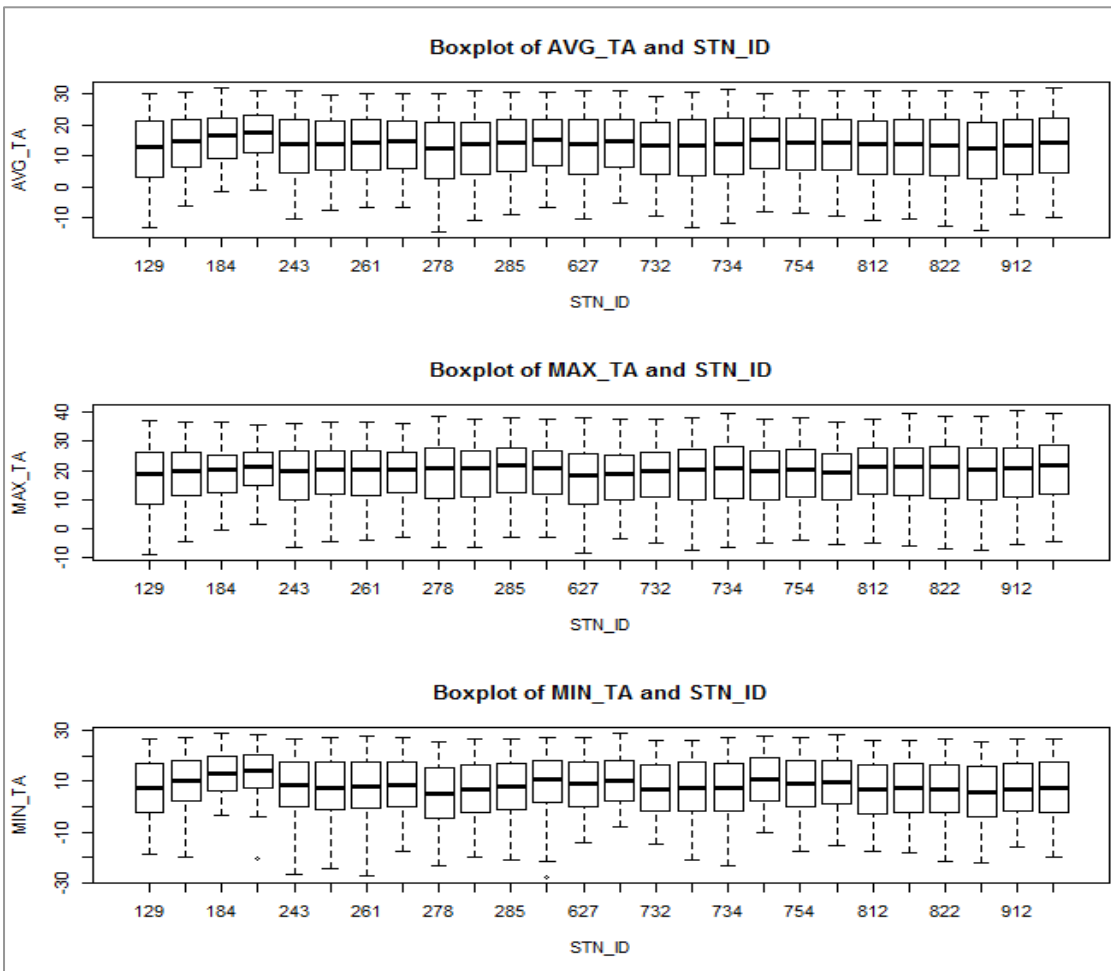 Boxplot of AVG_TA and STN_ID
AVG_TA
30
20
10
0
-10
129 184 243 261 278 285 627 732 734 754 812 822 912
STN_ID
Boxplot of MAX_TA and STN_ID
MAX_TA
40
30
20
10
0
-10
129 184 243 261 278 285 627 732 734 754 812 822 912
STN_ID
Boxplot of MIN_TA and STN_ID
MIN_TA
30
10
-10
-30
129 184 243 261 278 285 627 732 734 754 812 822 912
STN_ID